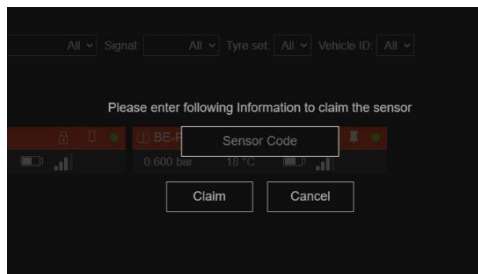 All Signal: All Tyre set: All Vehicle ID: All
Please enter following Information to claim the sensor
BE-
Sensor Code
0.600 bar 18 °C
Claim Cancel